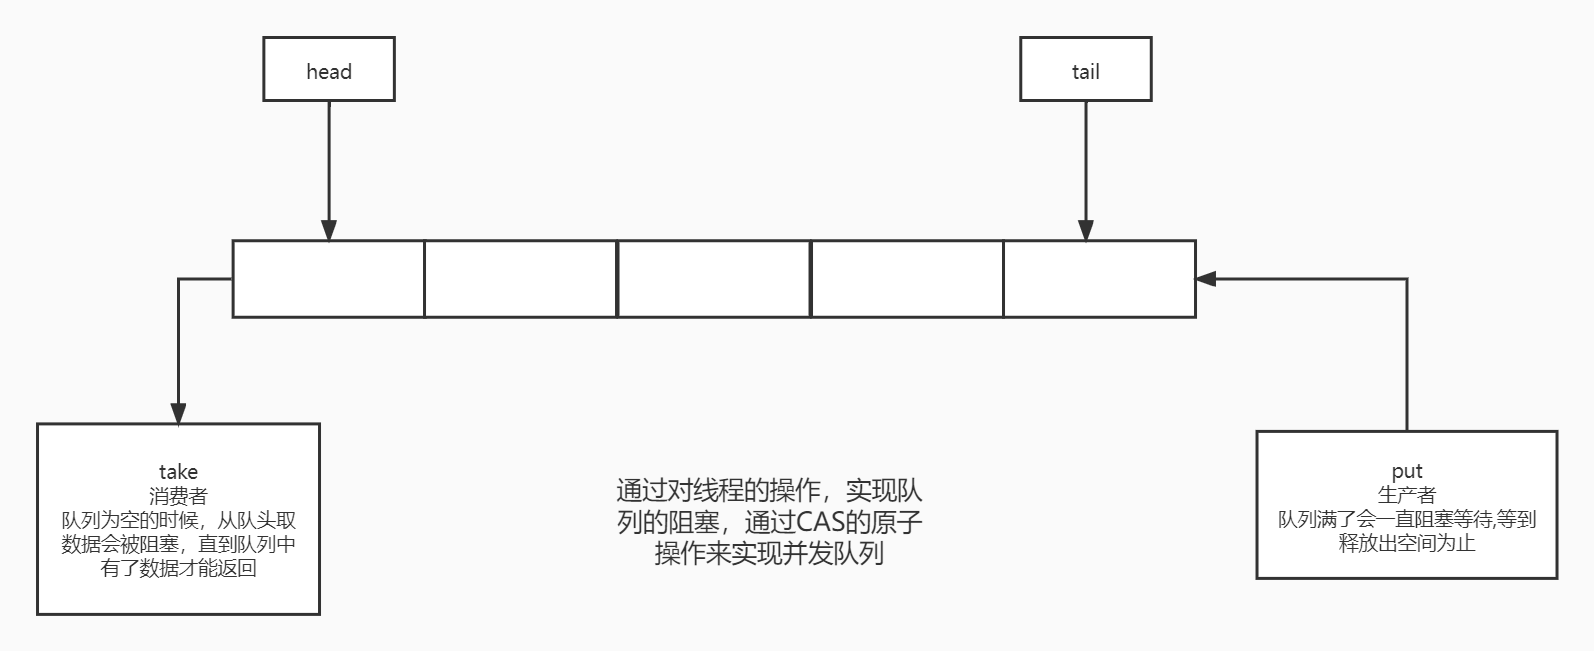 head
tail
take
消费者
队列为空的时候，从队头取
数据会被阻塞，直到队列中
有了数据才能返回
通过对线程的操作，实现队
列的阻塞，通过CAS的原子
操作来实现并发队列
put
生产者
队列满了会一直阻塞等待,等到
释放出空间为止